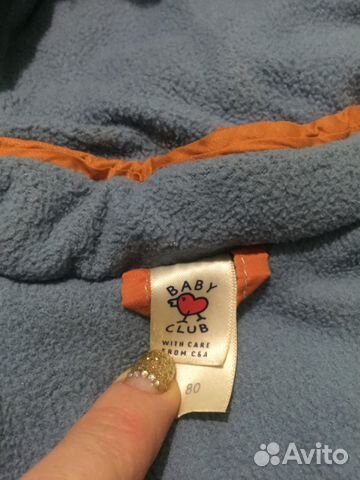 BABY
CLUB
WITH CARE
FROM C&A
80
Avito